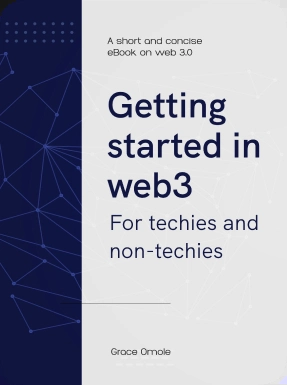 A short and concise
eBook on web 3.0
Getting
started in
web3
For techies and
non-techies
Grace Omole